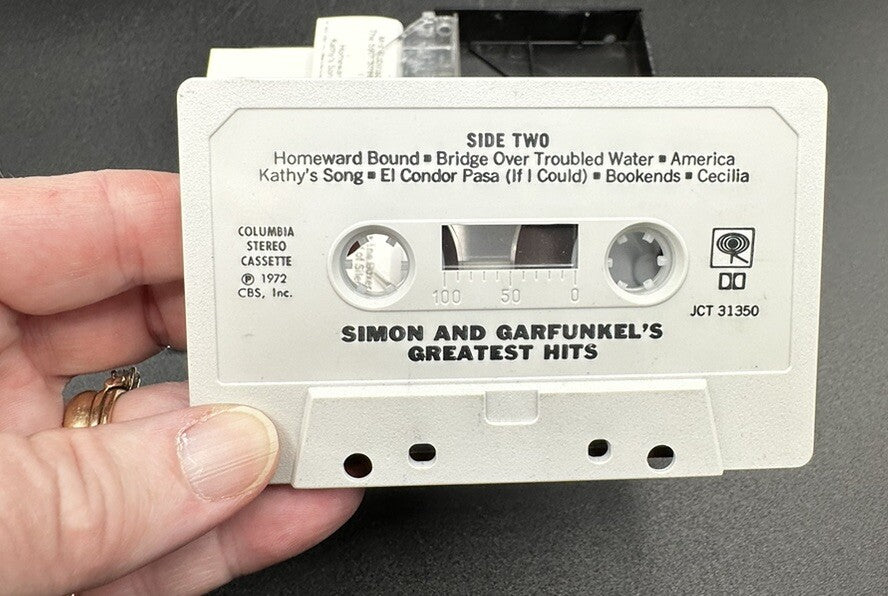 SIDE TWO
Homeward Bound ▪ Bridge Over Troubled Water ▪ America
Kathy's Song ▪ El Condor Pasa (If I Could) ▪ Bookends ▪ Cecilia
COLUMBIA
STEREO
CASSETTE
℗ 1972
CBS, Inc.
100 50 0
JCT 31350
SIMON AND GARFUNKEL'S
GREATEST HITS